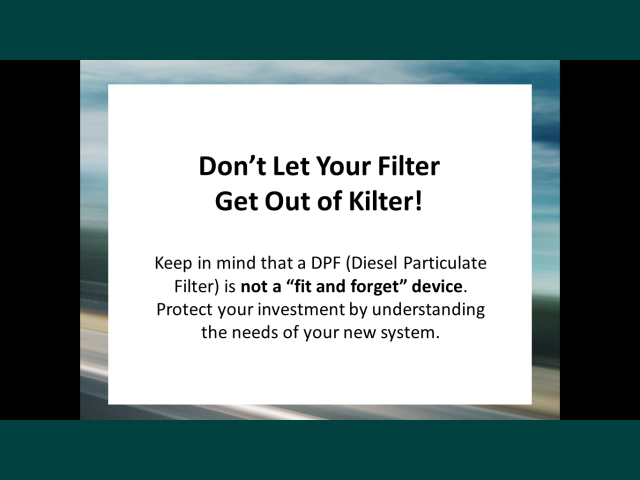 Don’t Let Your Filter
Get Out of Kilter!
Keep in mind that a DPF (Diesel Particulate
Filter) is not a “fit and forget” device.
Protect your investment by understanding
the needs of your new system.